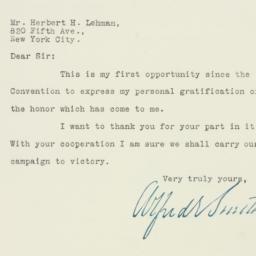 Mr. Herbert H. Lehman,
820 Fifth Ave.,
New York City.
Dear Sir:
This is my first opportunity since the
Convention to express my personal gratification o
the honor which has come to me.
I want to thank you for your part in it
With your cooperation I am sure we shall carry our
campaign to victory.
Very truly yours,
Alfred E Smith